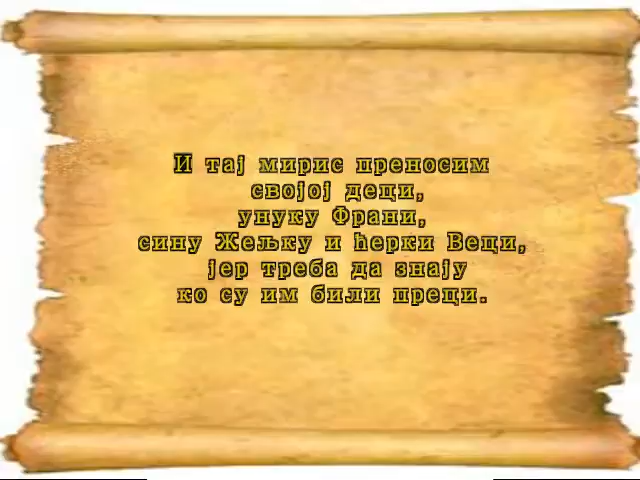 И тај мирис преносим
својој деци,
унуку Франи,
сину Жељку и ћерки Веци,
јер треба да знају
ко су им били преци.